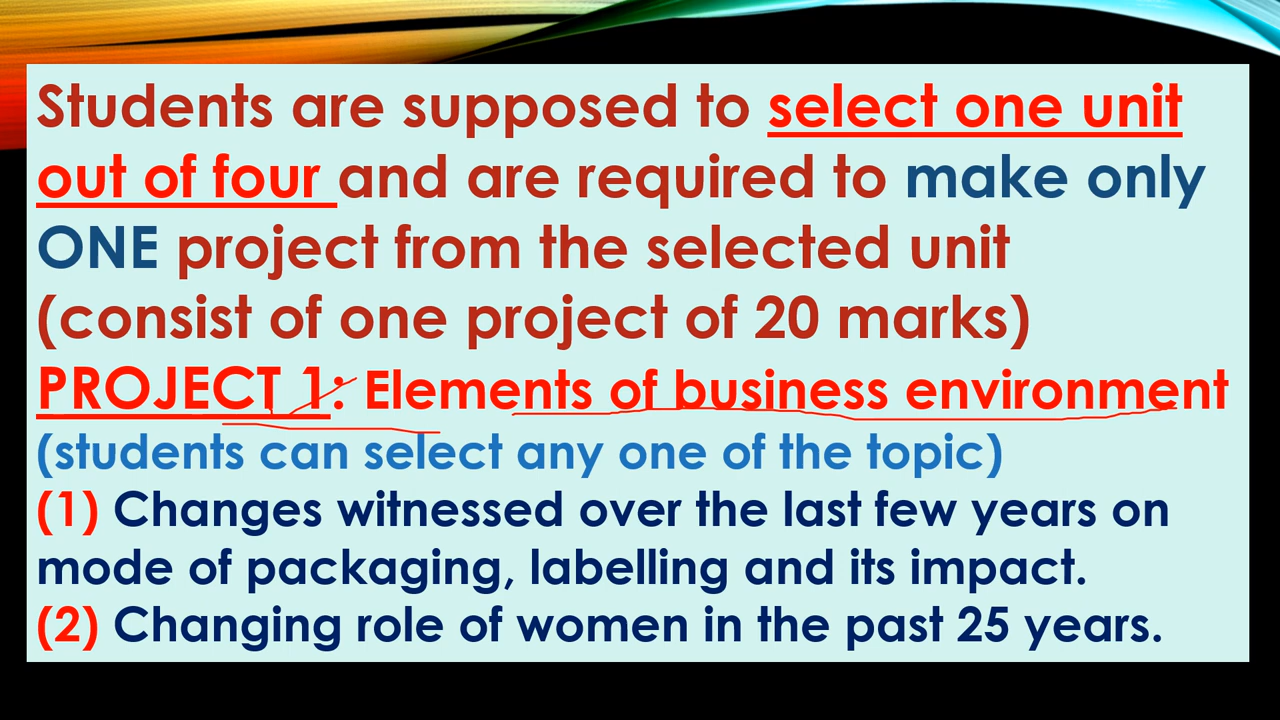 Students are supposed to select one unit
out of four and are required to make only
ONE project from the selected unit
(consist of one project of 20 marks)
PROJECT 1: Elements of business environment
(students can select any one of the topic)
(1) Changes witnessed over the last few years on
mode of packaging, labelling and its impact.
(2) Changing role of women in the past 25 years.